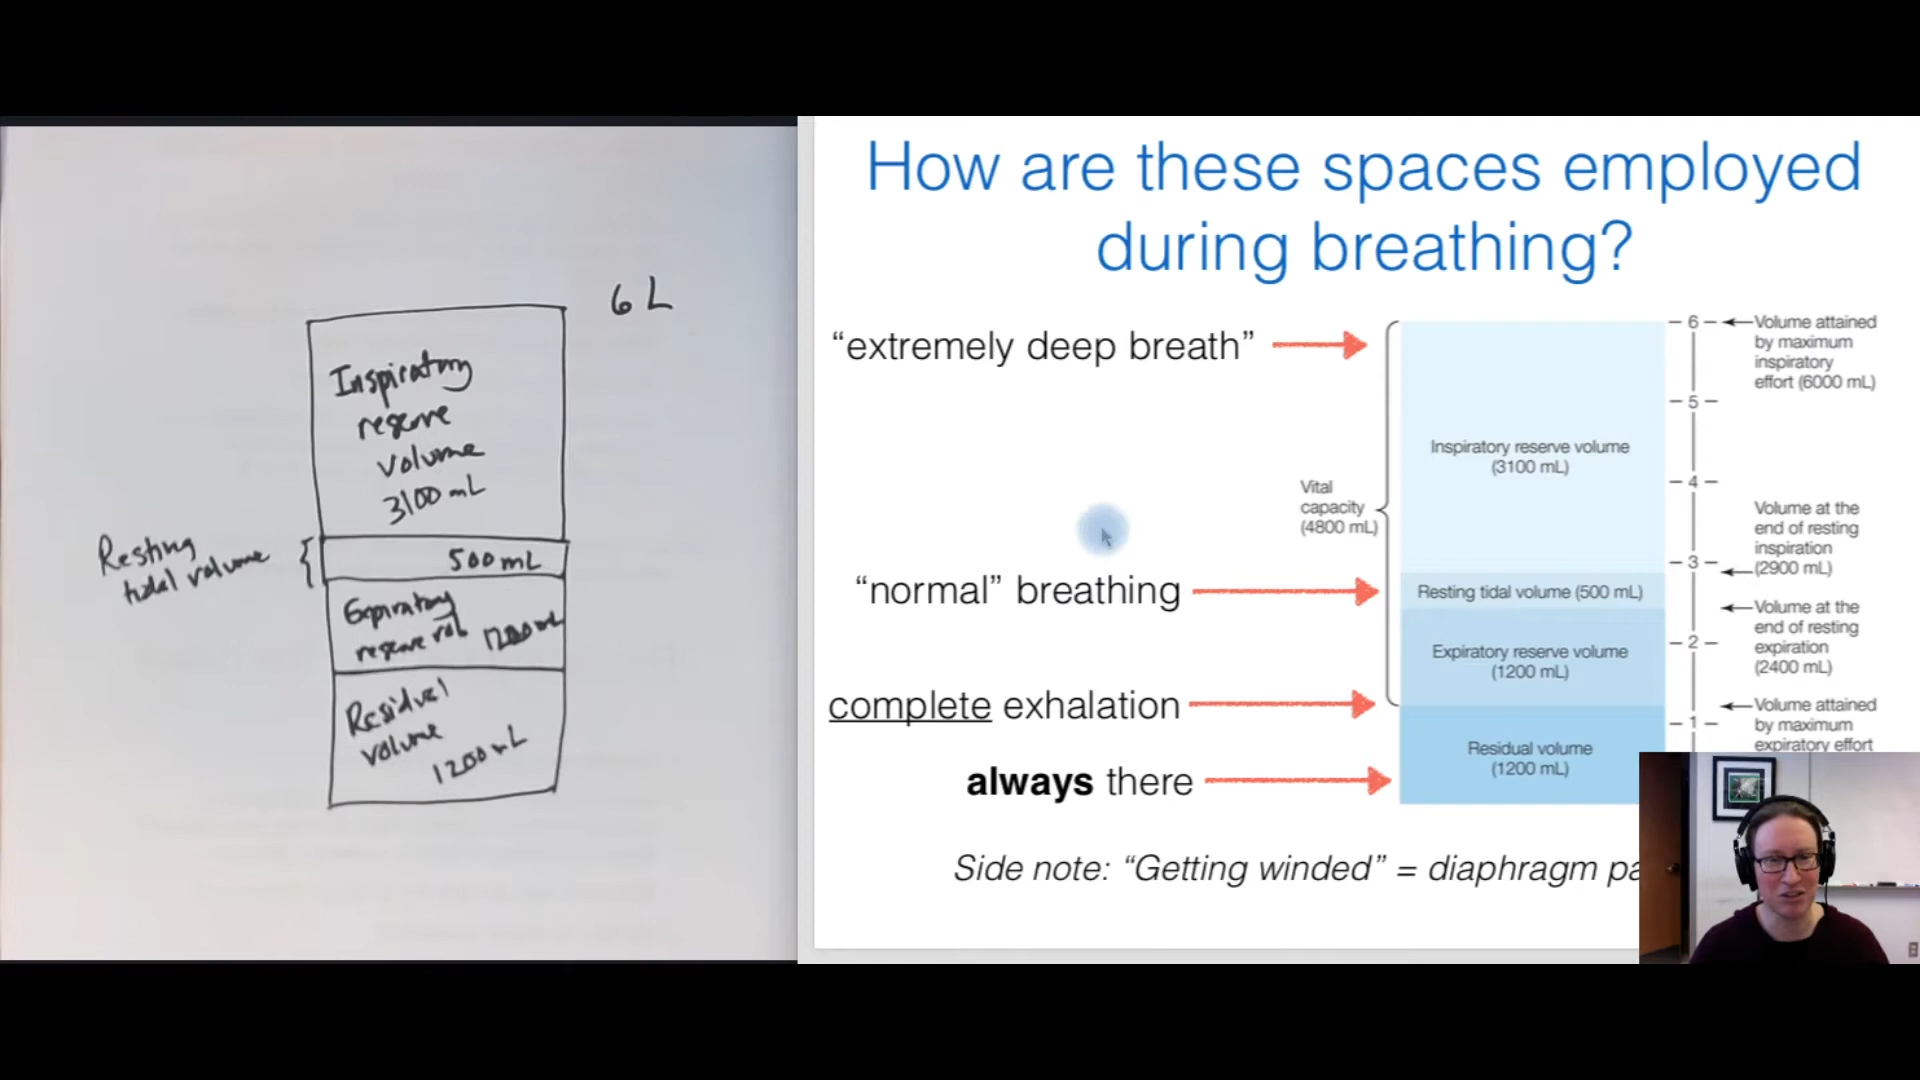 6 L
Inspiratory
reserve
volume
3100 mL
Resting
tidal volume
500 mL
Expiratory
reserve vol 1200 mL
Residual
volume
1200 mL
How are these spaces employed
during breathing?
“extremely deep breath”
“normal” breathing
complete exhalation
always there
Vital
capacity
(4800 mL)
Inspiratory reserve volume
(3100 mL)
Resting tidal volume (500 mL)
Expiratory reserve volume
(1200 mL)
Residual volume
(1200 mL)
6
5
4
3
2
1
Volume attained
by maximum
inspiratory
effort (6000 mL)
Volume at the
end of resting
inspiration
(2900 mL)
Volume at the
end of resting
expiration
(2400 mL)
Volume attained
by maximum
expiratory effort
Side note: “Getting winded” = diaphragm pa